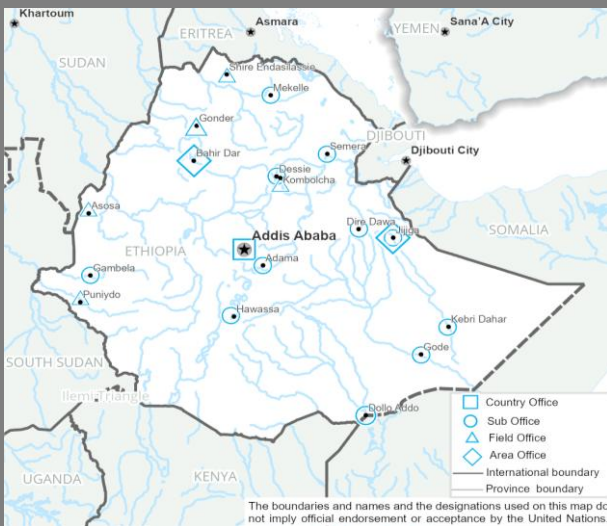 Khartoum
Asmara
Sana'A City
ERITREA
YEMEN
SUDAN
Shire Endasilassie
Mekelle
Gonder
DJIBOUTI
Semera
Bahir Dar
Djibouti City
Dessie
Kombolcha
Asosa
Dire Dawa
SOMALIA
Jijiga
Addis Ababa
ETHIOPIA
Adama
Gambela
Puniydo
Hawassa
Kebri Dahar
Gode
SOUTH SUDAN
Ilemi Triangle
Dollo Addo
Country Office
Sub Office
Field Office
Area Office
International boundary
Province boundary
UGANDA
KENYA
The boundaries and names and the designations used on this map do
not imply official endorsement or acceptance by the United Nations.